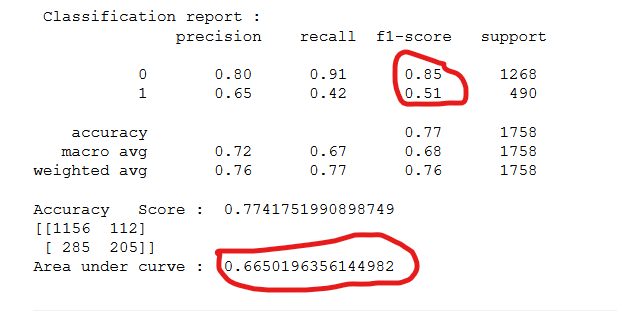 Classification report :
precision recall f1-score support
0 0.80 0.91 0.85 1268
1 0.65 0.42 0.51 490
accuracy 0.77 1758
macro avg 0.72 0.67 0.68 1758
weighted avg 0.76 0.77 0.76 1758
Accuracy Score : 0.7741751990898749
[[1156 112]
[ 285 205]]
Area under curve : 0.6650196356144982